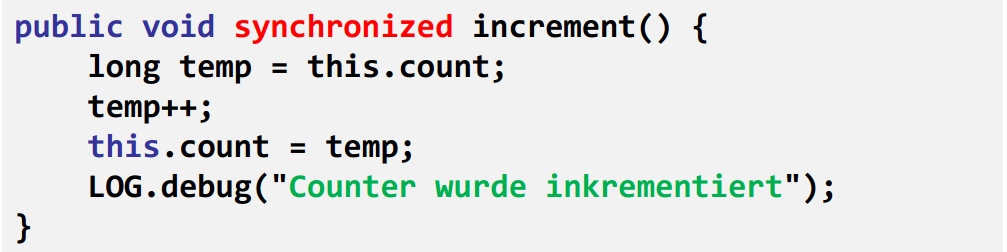 public void synchronized increment() {
    long temp = this.count;
    temp++;
    this.count = temp;
    LOG.debug("Counter wurde inkrementiert");
}